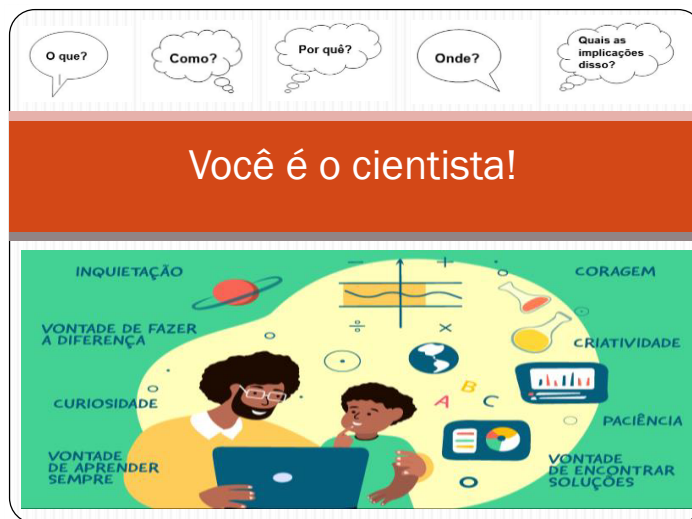 O que?
Como?
Por quê?
Onde?
Quais as
implicações
disso?
Você é o cientista!
INQUIETAÇÃO
VONTADE DE FAZER
A DIFERENÇA
CURIOSIDADE
VONTADE
DE APRENDER
SEMPRE
A
B
C
CORAGEM
CRIATIVIDADE
PACIÊNCIA
VONTADE
DE ENCONTRAR
SOLUÇÕES